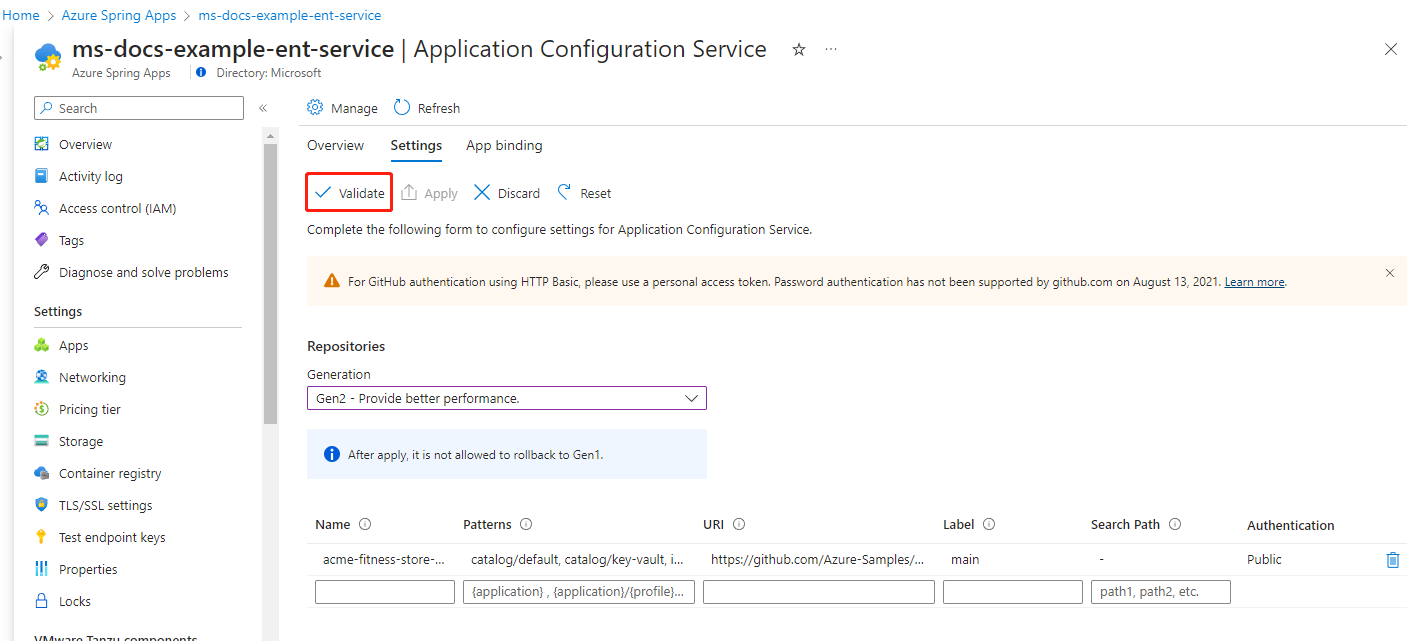 Home > Azure Spring Apps > ms-docs-example-ent-service
ms-docs-example-ent-service | Application Configuration Service
Azure Spring Apps
Directory: Microsoft
Search
Overview
Activity log
Access control (IAM)
Tags
Diagnose and solve problems
Settings
Apps
Networking
Pricing tier
Storage
Container registry
TLS/SSL settings
Test endpoint keys
Properties
Locks
VMware Tanzu components
Manage Refresh
Overview Settings App binding
Validate Apply Discard Reset
Complete the following form to configure settings for Application Configuration Service.
For GitHub authentication using HTTP Basic, please use a personal access token. Password authentication has not been supported by github.com on August 13, 2021. Learn more.
Repositories
Generation
Gen2 - Provide better performance.
After apply, it is not allowed to rollback to Gen1.
Name Patterns URI Label Search Path Authentication
acme-fitness-store-... catalog/default, catalog/key-vault, i... https://github.com/Azure-Samples/... main - Public
{application} , {application}/{profile}... path1, path2, etc.